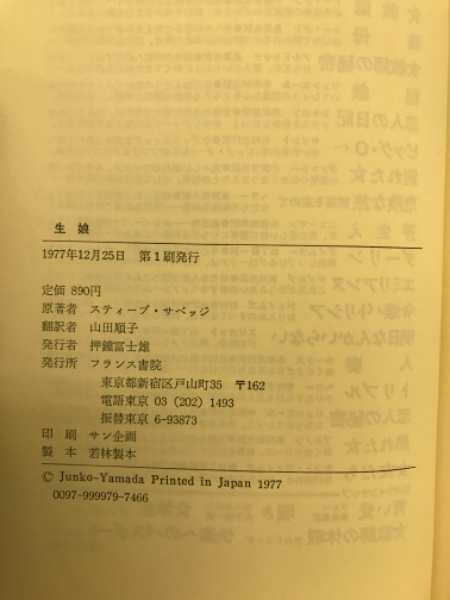 生娘
1977年12月25日 第1刷発行
定価 890円
原著者 スティーブ・サベッジ
翻訳者 山田順子
発行者 押鐘冨士雄
発行所 フランス書院
東京都新宿区戸山町35 〒162
電話東京 03 (202) 1493
振替東京 6-93873
印刷 サン企画
製本 若林製本
© Junko-Yamada Printed in Japan 1977
0097-999979-7466